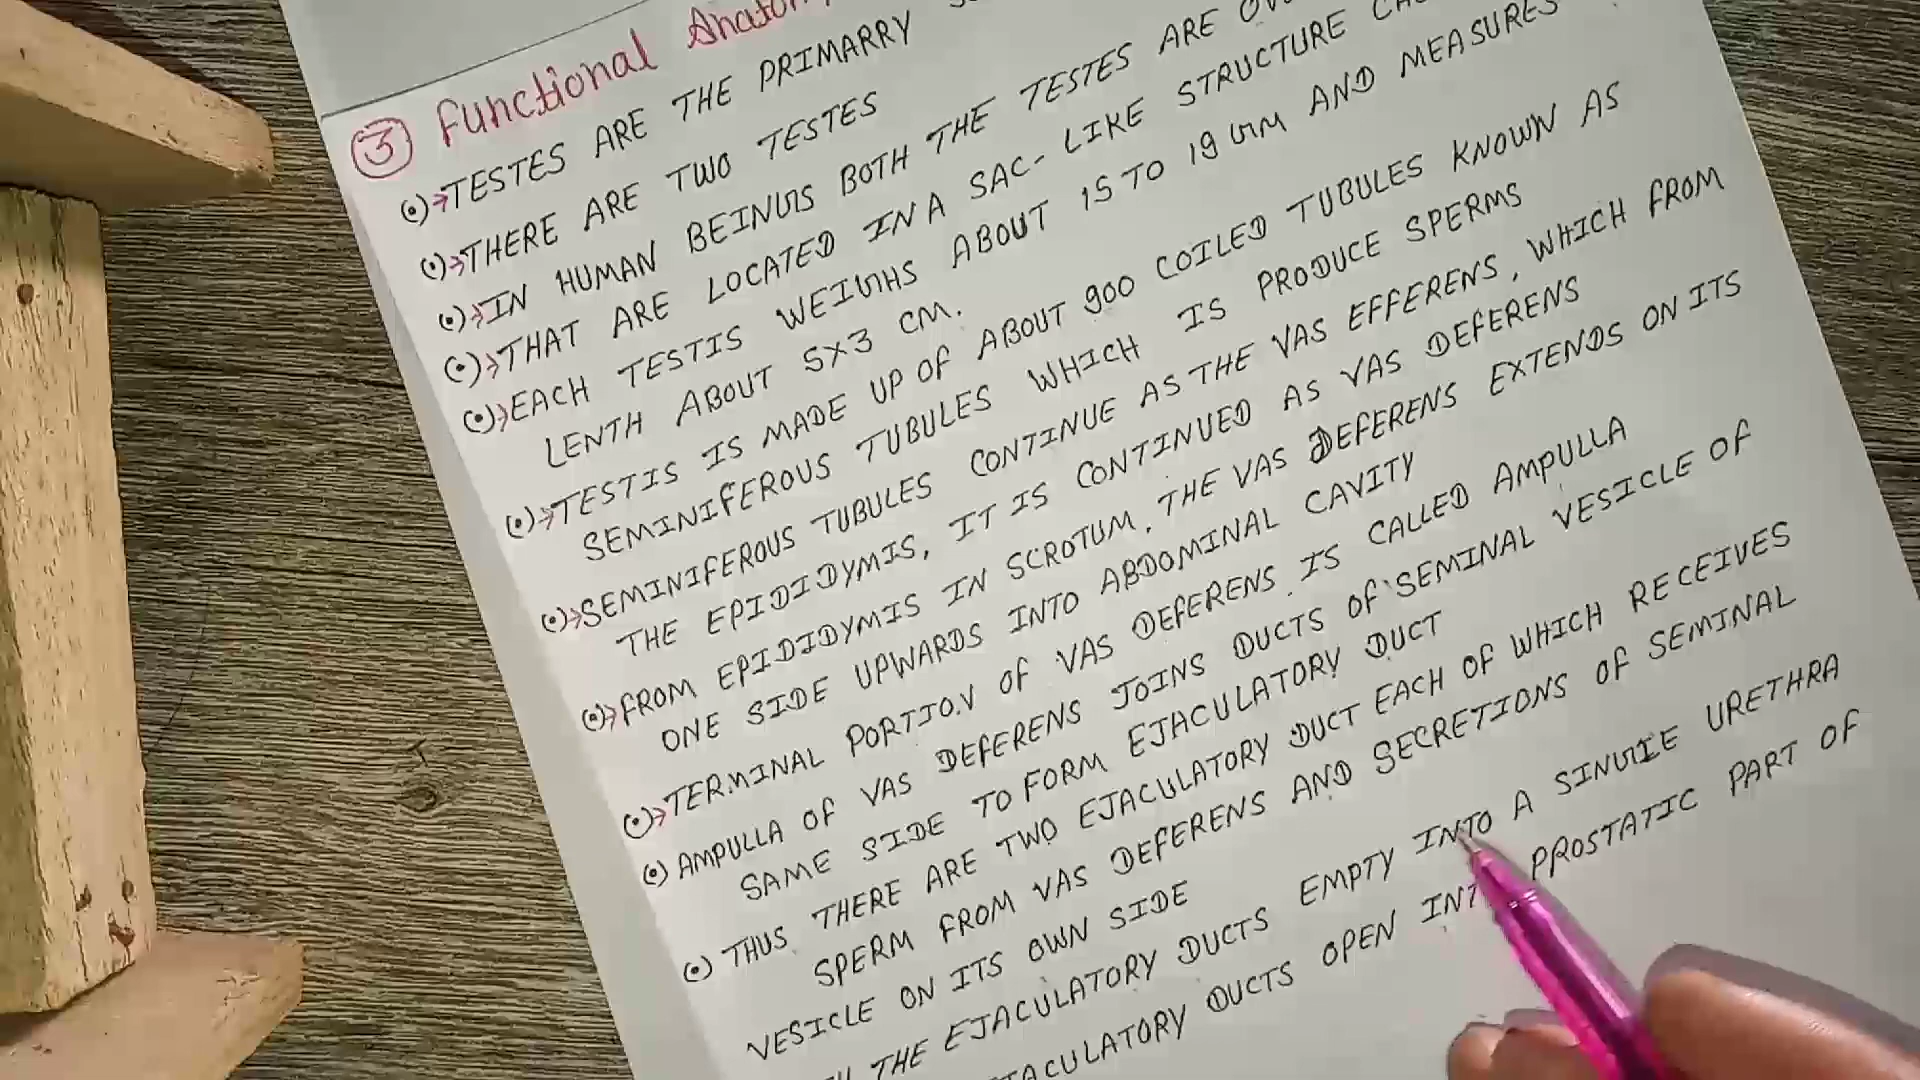 ③ Functional Anatomy
(•)→TESTES ARE THE PRIMARRY
(•)→THERE ARE TWO TESTES
(•)→IN HUMAN BEINGS BOTH THE TESTES ARE
(•)→THAT ARE LOCATED IN A SAC- LIKE STRUCTURE
(•)→EACH TESTIS WEIGHS ABOUT 15 TO 19 GM AND MEASURES
LENTH ABOUT 5X3 CM.
(•)→TESTIS IS MADE UP OF ABOUT 900 COILED TUBULES KNOWN AS
SEMINIFEROUS TUBULES WHICH IS PRODUCE SPERMS
(•)→SEMINIFEROUS TUBULES CONTINUE AS THE VAS EFFERENS, WHICH FROM
THE EPIDIDYMIS, IT IS CONTINUED AS VAS DEFERENS
(•)→FROM EPIDIDYMIS IN SCROTUM. THE VAS DEFERENS EXTENDS ON ITS
ONE SIDE UPWARDS INTO ABDOMINAL CAVITY
(•)→TERMINAL PORTION OF VAS DEFERENS IS CALLED AMPULLA
(•) AMPULLA OF VAS DEFERENS JOINS DUCTS OF SEMINAL VESICLE OF
SAME SIDE TO FORM EJACULATORY DUCT
(•) THUS THERE ARE TWO EJACULATORY DUCT EACH OF WHICH RECEIVES
SPERM FROM VAS DEFERENS AND SECRETIONS OF SEMINAL
VESICLE ON ITS OWN SIDE
THE EJACULATORY DUCTS EMPTY INTO A SINGLE URETHRA
DUCTS OPEN PROSTATIC PART OF